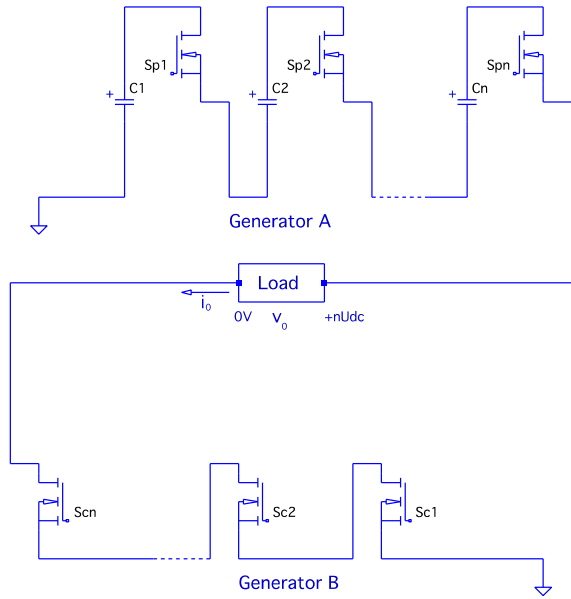 + C1 Sp1 + C2 Sp2 + Cn Spn
Generator A
Load
i0
0V v0 +nUdc
Scn Sc2 Sc1
Generator B